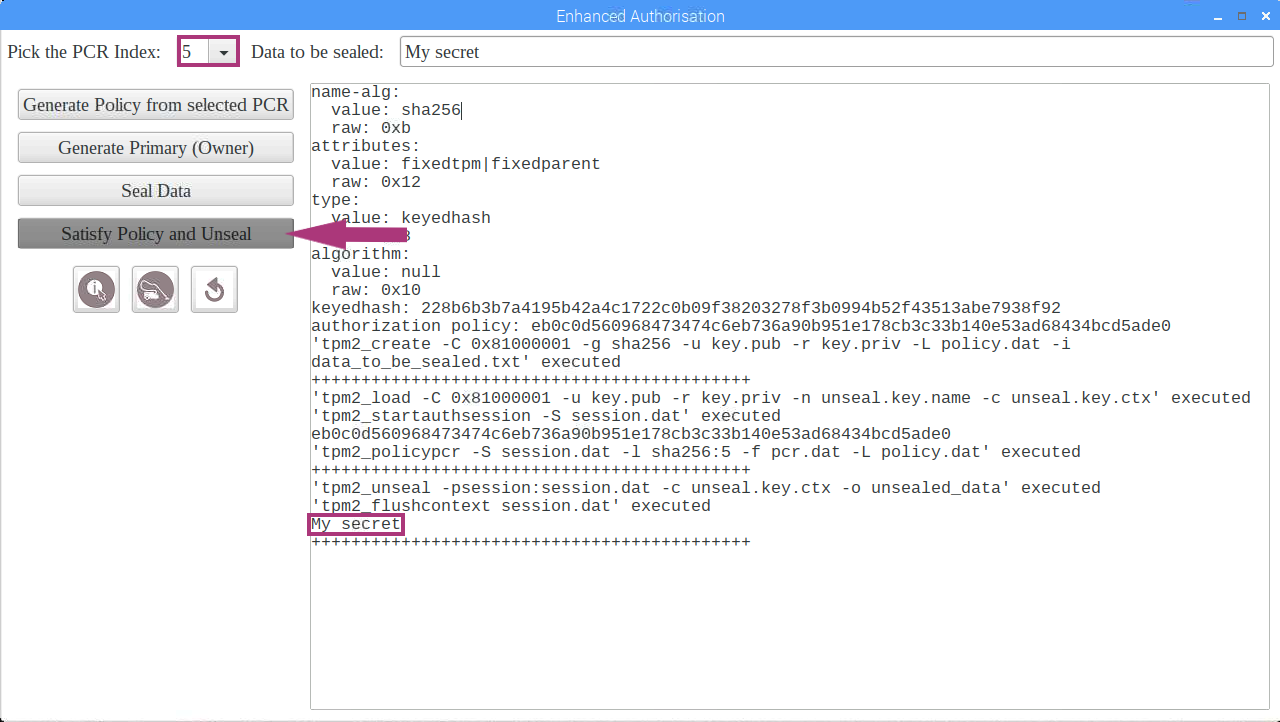 Enhanced Authorisation
Pick the PCR Index: 5 Data to be sealed: My secret
Generate Policy from selected PCR
Generate Primary (Owner)
Seal Data
Satisfy Policy and Unseal
name-alg:
  value: sha256
  raw: 0xb
attributes:
  value: fixedtpm|fixedparent
  raw: 0x12
type:
  value: keyedhash
algorithm:
  value: null
  raw: 0x10
keyedhash: 228b6b3b7a4195b42a4c1722c0b09f38203278f3b0994b52f43513abe7938f92
authorization policy: eb0c0d560968473474c6eb736a90b951e178cb3c33b140e53ad68434bcd5ade0
'tpm2_create -C 0x81000001 -g sha256 -u key.pub -r key.priv -L policy.dat -i
data_to_be_sealed.txt' executed
++++++++++++++++++++++++++++++++++++++++++++
'tpm2_load -C 0x81000001 -u key.pub -r key.priv -n unseal.key.name -c unseal.key.ctx' executed
'tpm2_startauthsession -S session.dat' executed
eb0c0d560968473474c6eb736a90b951e178cb3c33b140e53ad68434bcd5ade0
'tpm2_policypcr -S session.dat -l sha256:5 -f pcr.dat -L policy.dat' executed
++++++++++++++++++++++++++++++++++++++++++++
'tpm2_unseal -psession:session.dat -c unseal.key.ctx -o unsealed_data' executed
'tpm2_flushcontext session.dat' executed
My secret
++++++++++++++++++++++++++++++++++++++++++++